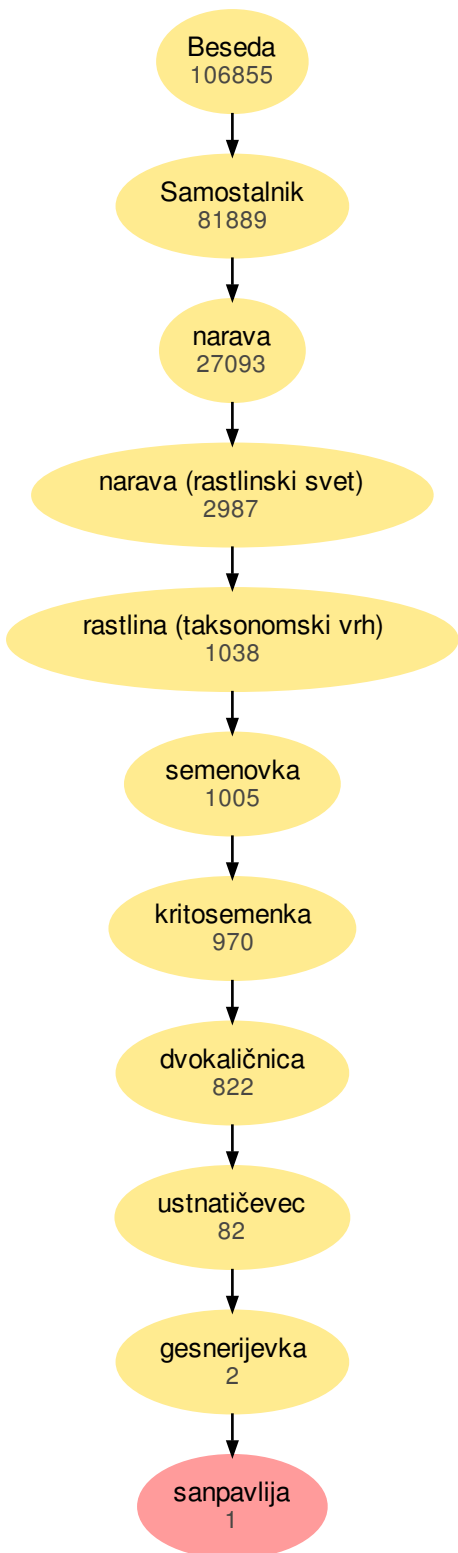 Beseda
106855
Samostalnik
81889
narava
27093
narava (rastlinski svet)
2987
rastlina (taksonomski vrh)
1038
semenovka
1005
kritosemenka
970
dvokaličnica
822
ustnatičevec
82
gesnerijevka
2
sanpavlija
1